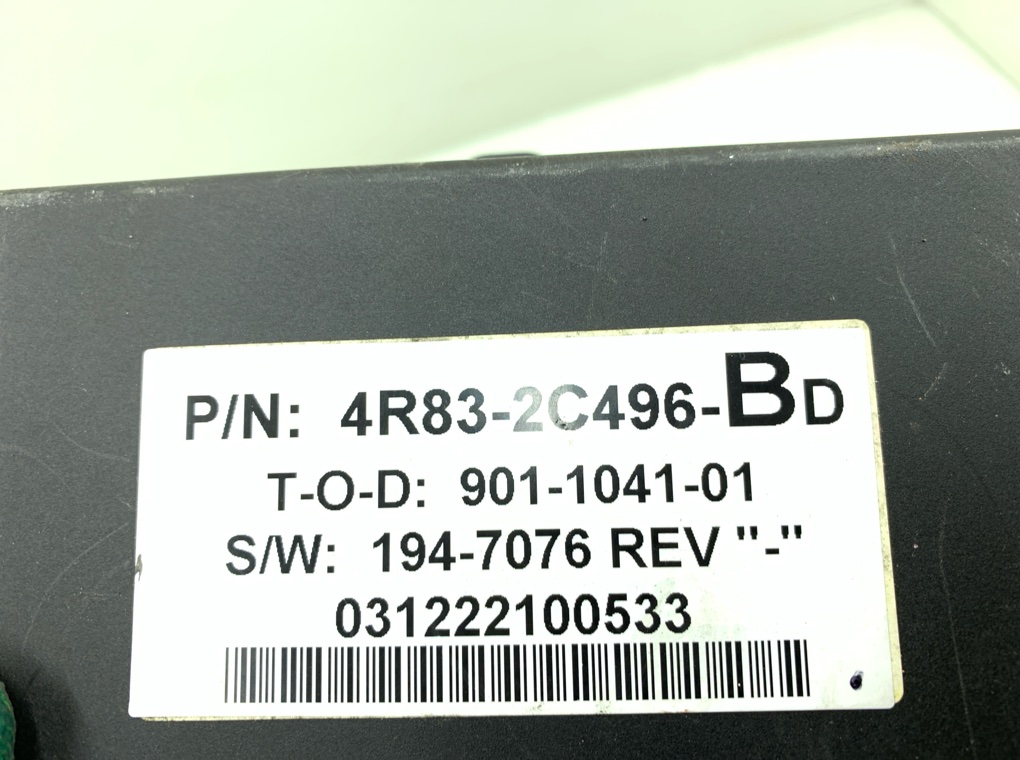 P/N: 4R83-2C496-BD
T-O-D: 901-1041-01
S/W: 194-7076 REV "-"
031222100533